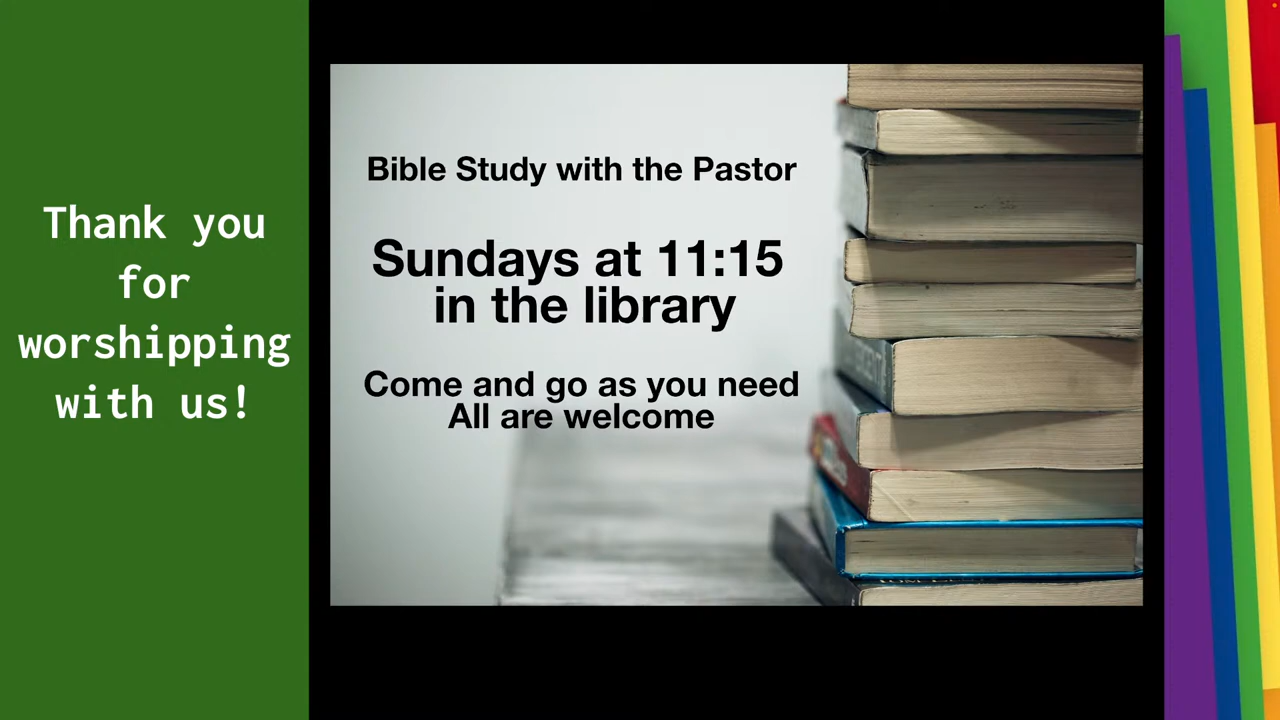 Thank you
for
worshipping
with us!
Bible Study with the Pastor
Sundays at 11:15
in the library
Come and go as you need
All are welcome